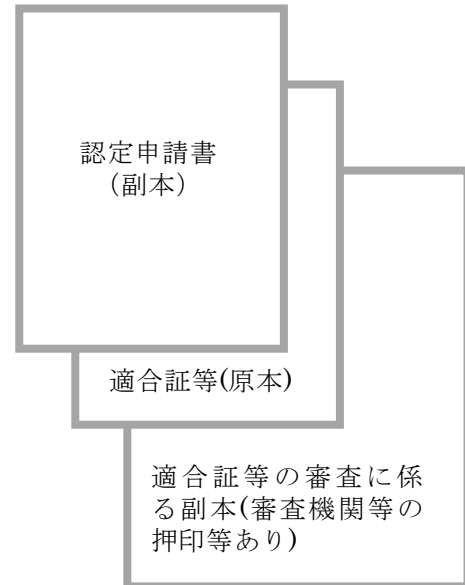 認定申請書
（副本）
適合証等(原本)
適合証等の審査に係
る副本(審査機関等の
押印等あり)